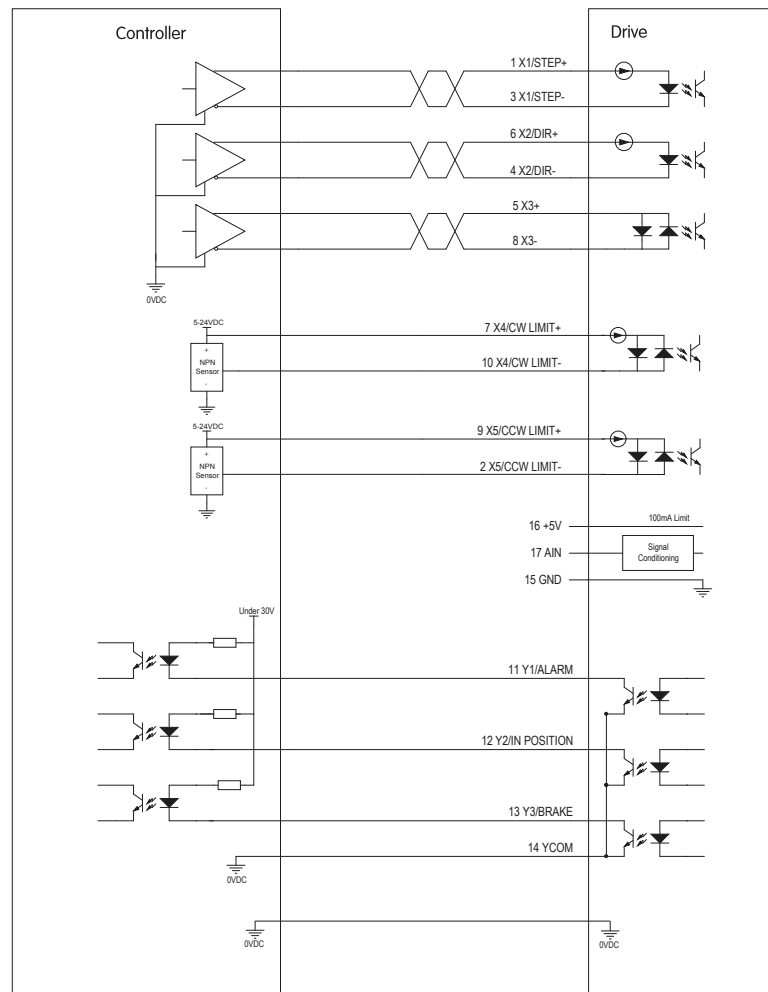 Controller
Drive
1 X1/STEP+
3 X1/STEP-
6 X2/DIR+
4 X2/DIR-
5 X3+
8 X3-
0VDC
5-24VDC
7 X4/CW LIMIT+
+
NPN
Sensor
-
10 X4/CW LIMIT-
5-24VDC
9 X5/CCW LIMIT+
+
NPN
Sensor
-
2 X5/CCW LIMIT-
16 +5V
100mA Limit
17 AIN
Signal
Conditioning
15 GND
Under 30V
11 Y1/ALARM
12 Y2/IN POSITION
13 Y3/BRAKE
14 YCOM
0VDC
0VDC
0VDC